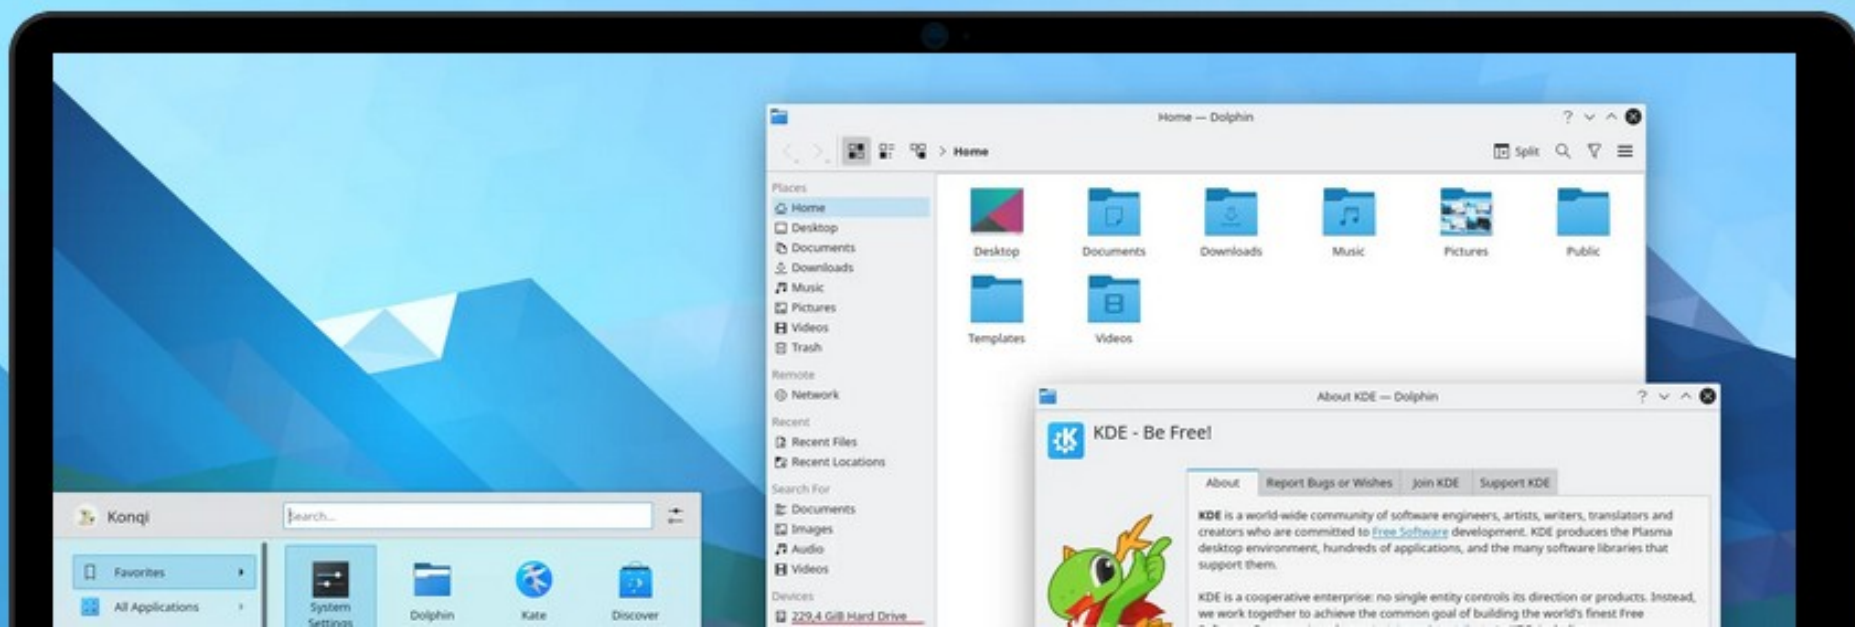 Home — Dolphin
Split
Home
Places
Home
Desktop
Documents
Downloads
Music
Pictures
Videos
Trash
Remote
Network
Recent
Recent Files
Recent Locations
Search For
Documents
Images
Audio
Videos
Devices
229,4 GiB Hard Drive
Desktop
Documents
Downloads
Music
Pictures
Public
Templates
Videos
About KDE — Dolphin
KDE - Be Free!
About
Report Bugs or Wishes
Join KDE
Support KDE
KDE is a world-wide community of software engineers, artists, writers, translators and
creators who are committed to Free Software development. KDE produces the Plasma
desktop environment, hundreds of applications, and the many software libraries that
support them.
KDE is a cooperative enterprise: no single entity controls its direction or products. Instead,
we work together to achieve the common goal of building the world's finest Free
Konqi
Search...
Favorites
All Applications
System
Settings
Dolphin
Kate
Discover